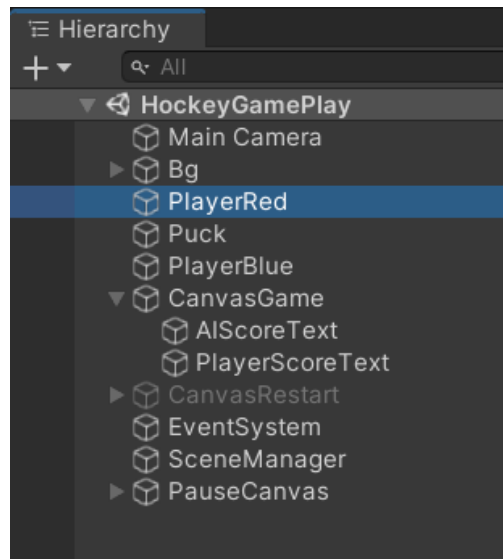 Hierarchy
All
HockeyGamePlay
Main Camera
Bg
PlayerRed
Puck
PlayerBlue
CanvasGame
AIScoreText
PlayerScoreText
CanvasRestart
EventSystem
SceneManager
PauseCanvas